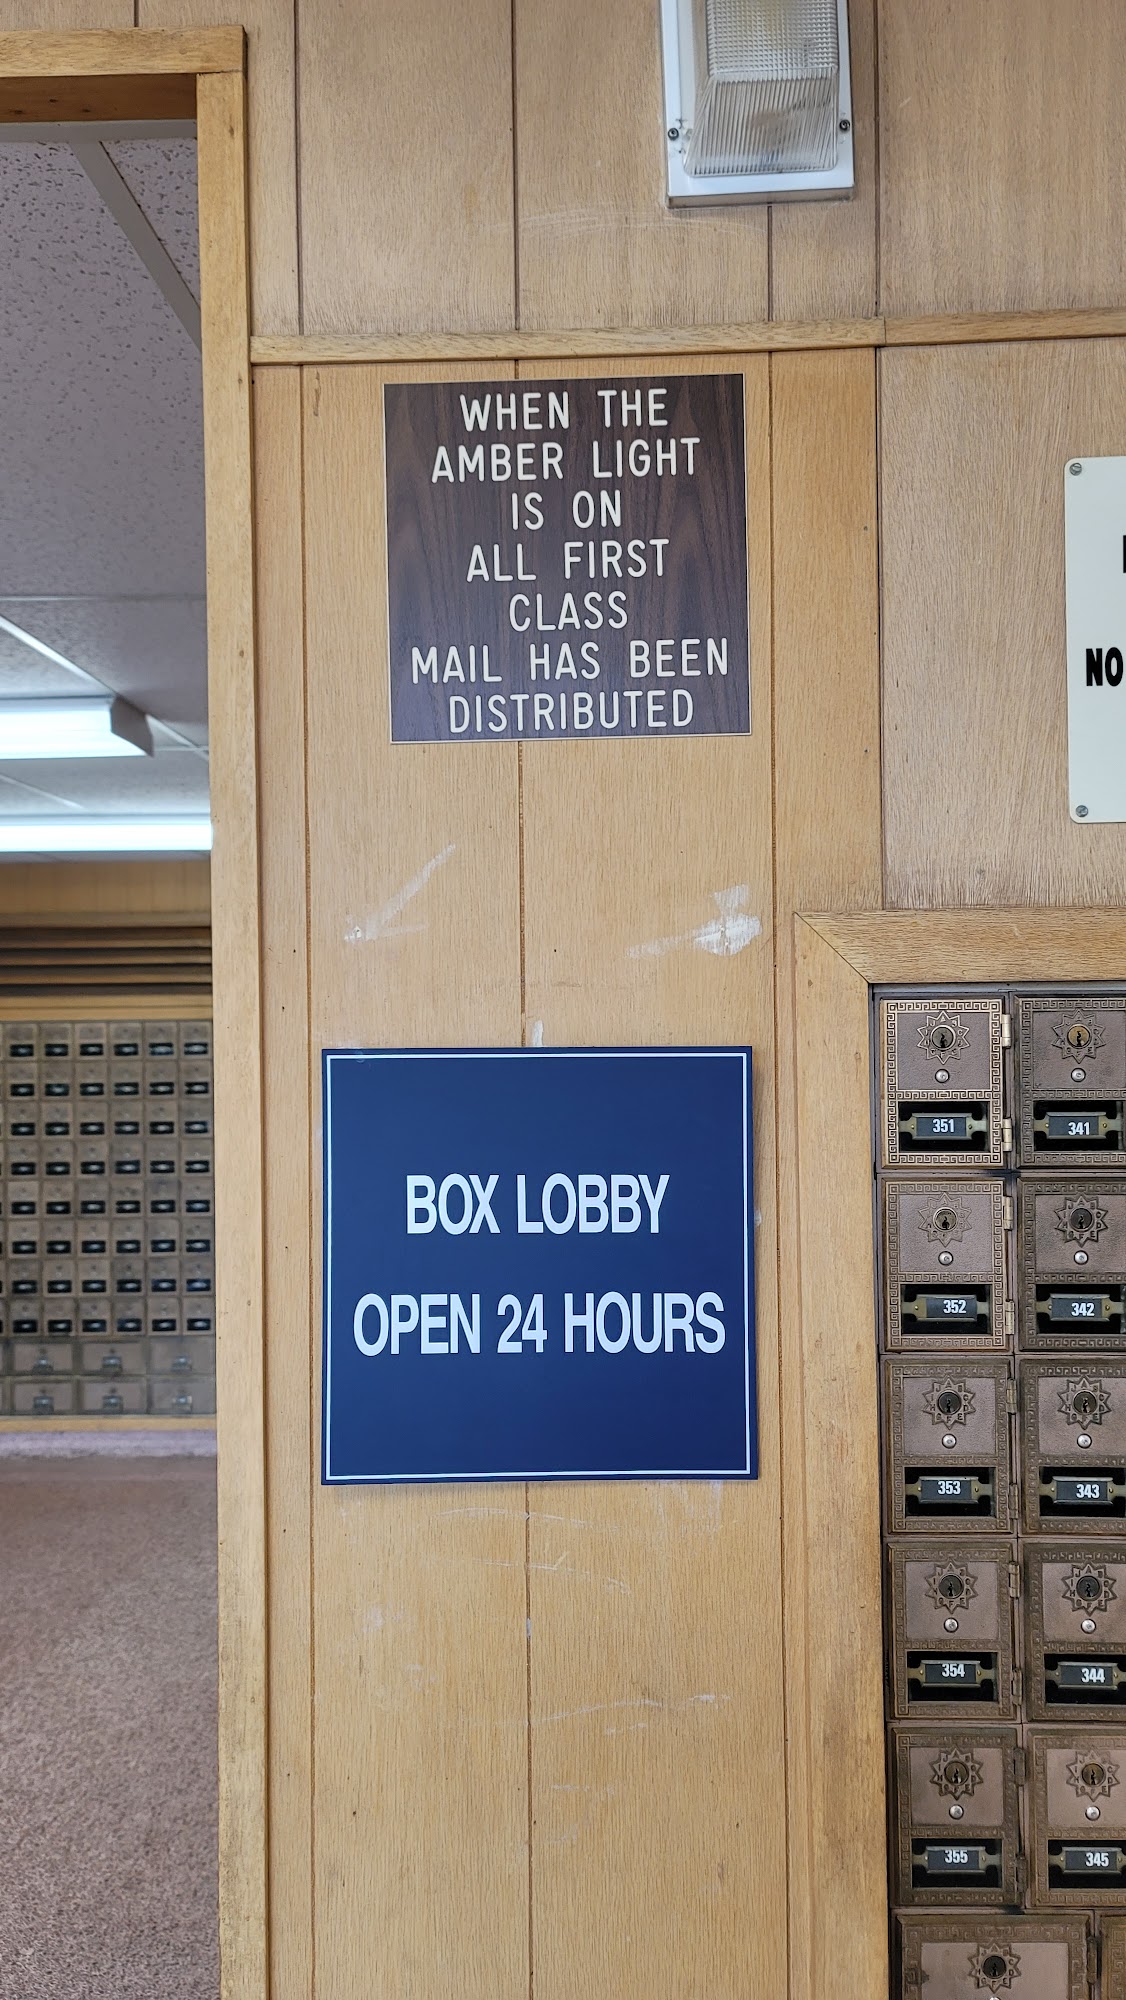 WHEN THE
AMBER LIGHT
IS ON
ALL FIRST
CLASS
MAIL HAS BEEN
DISTRIBUTED
NO
BOX LOBBY
OPEN 24 HOURS
351
341
352
342
353
343
354
344
355
345